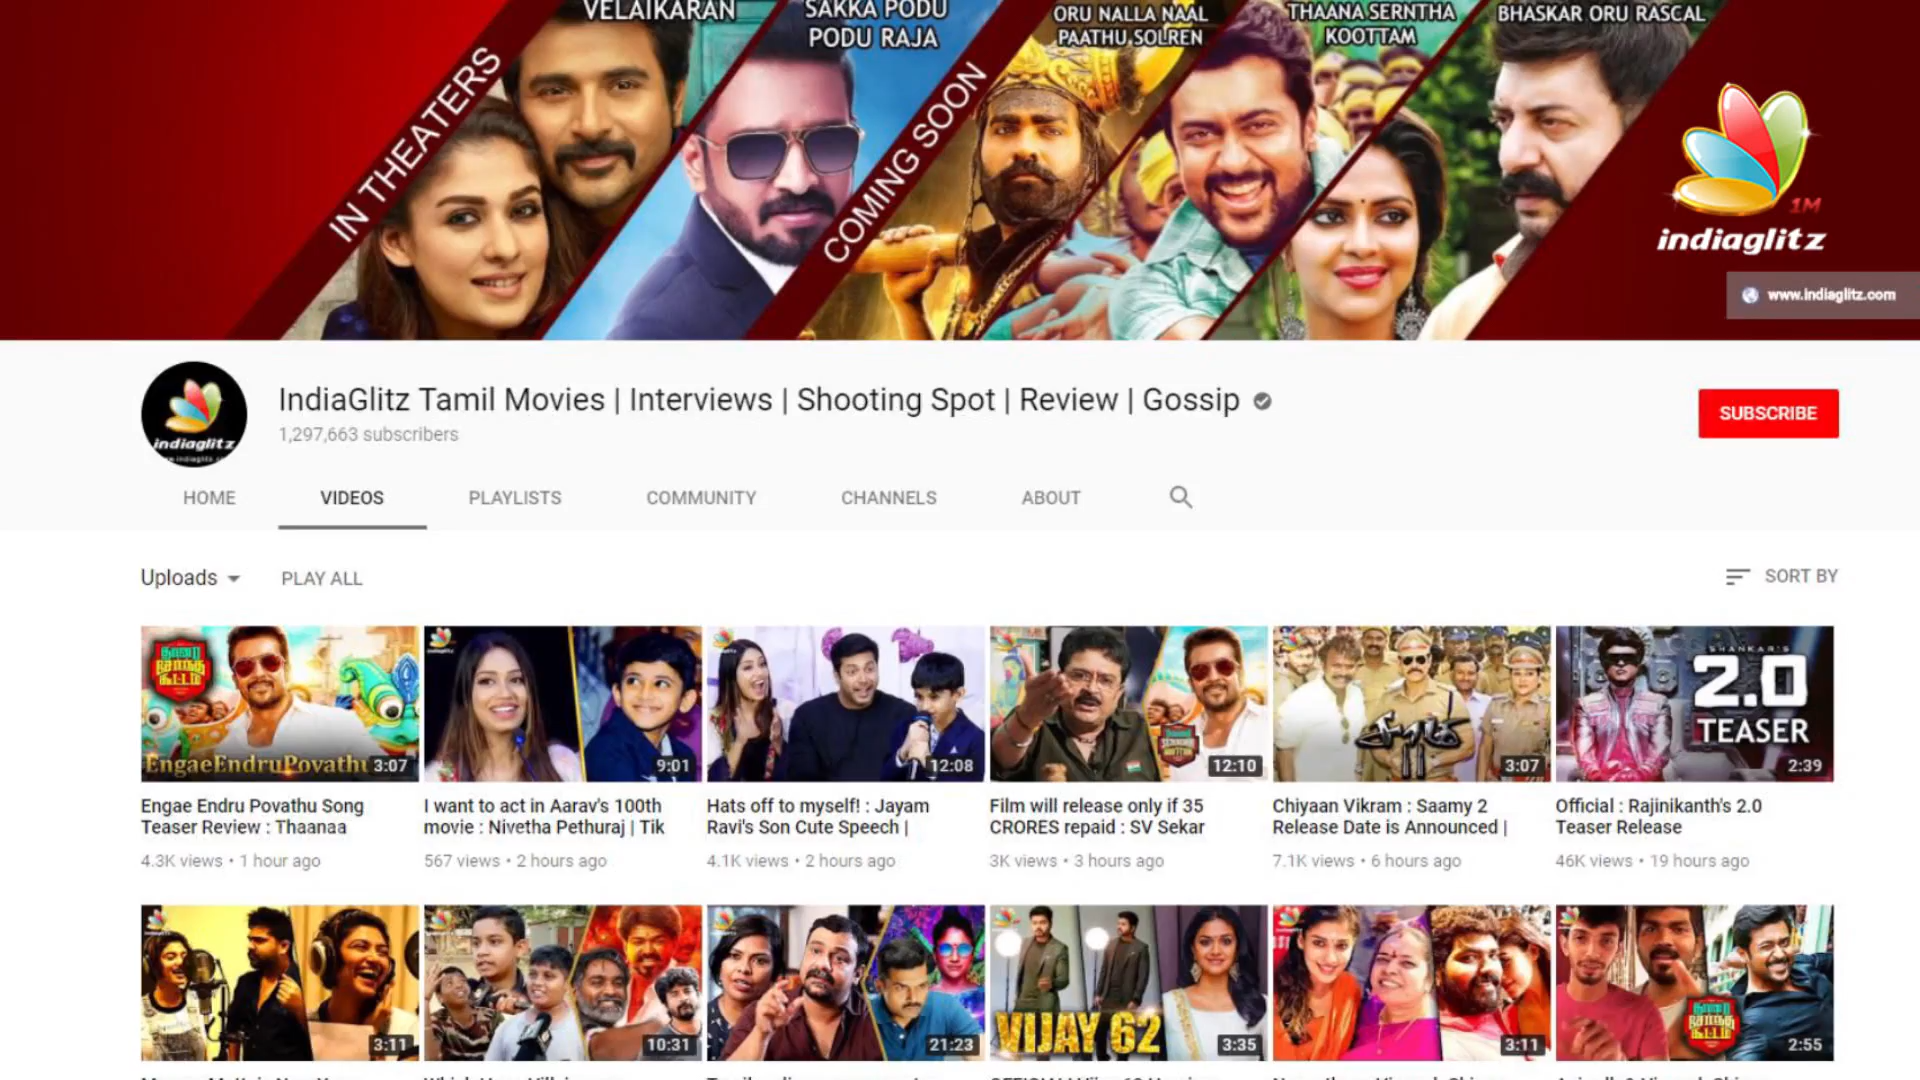 VELAIKARAN
SAKKA PODU
PODU RAJA
ORU NALLA NAAL
PAATHU SOLREN
THAANA SERNTHA
KOOTTAM
BHASKAR ORU RASCAL
IN THEATERS
COMING SOON
1M
indiaglitz
www.indiaglitz.com
indiaglitz
IndiaGlitz Tamil Movies | Interviews | Shooting Spot | Review | Gossip
1,297,663 subscribers
SUBSCRIBE
HOME VIDEOS PLAYLISTS COMMUNITY CHANNELS ABOUT
Uploads PLAY ALL SORT BY
தானா
சேர்ந்த
கூட்டம்
EngaeEndruPovathu 3:07
9:01
12:08
12:10
3:07
SHANKAR'S
2.0
TEASER
2:39
Engae Endru Povathu Song
Teaser Review : Thaanaa
4.3K views • 1 hour ago
I want to act in Aarav's 100th
movie : Nivetha Pethuraj | Tik
567 views • 2 hours ago
Hats off to myself! : Jayam
Ravi's Son Cute Speech |
4.1K views • 2 hours ago
Film will release only if 35
CRORES repaid : SV Sekar
3K views • 3 hours ago
Chiyaan Vikram : Saamy 2
Release Date is Announced |
7.1K views • 6 hours ago
Official : Rajinikanth's 2.0
Teaser Release
46K views • 19 hours ago
3:11
10:31
21:23
VIJAY 62
3:35
3:11
தானா
சேர்ந்த
கூட்டம்
2:55